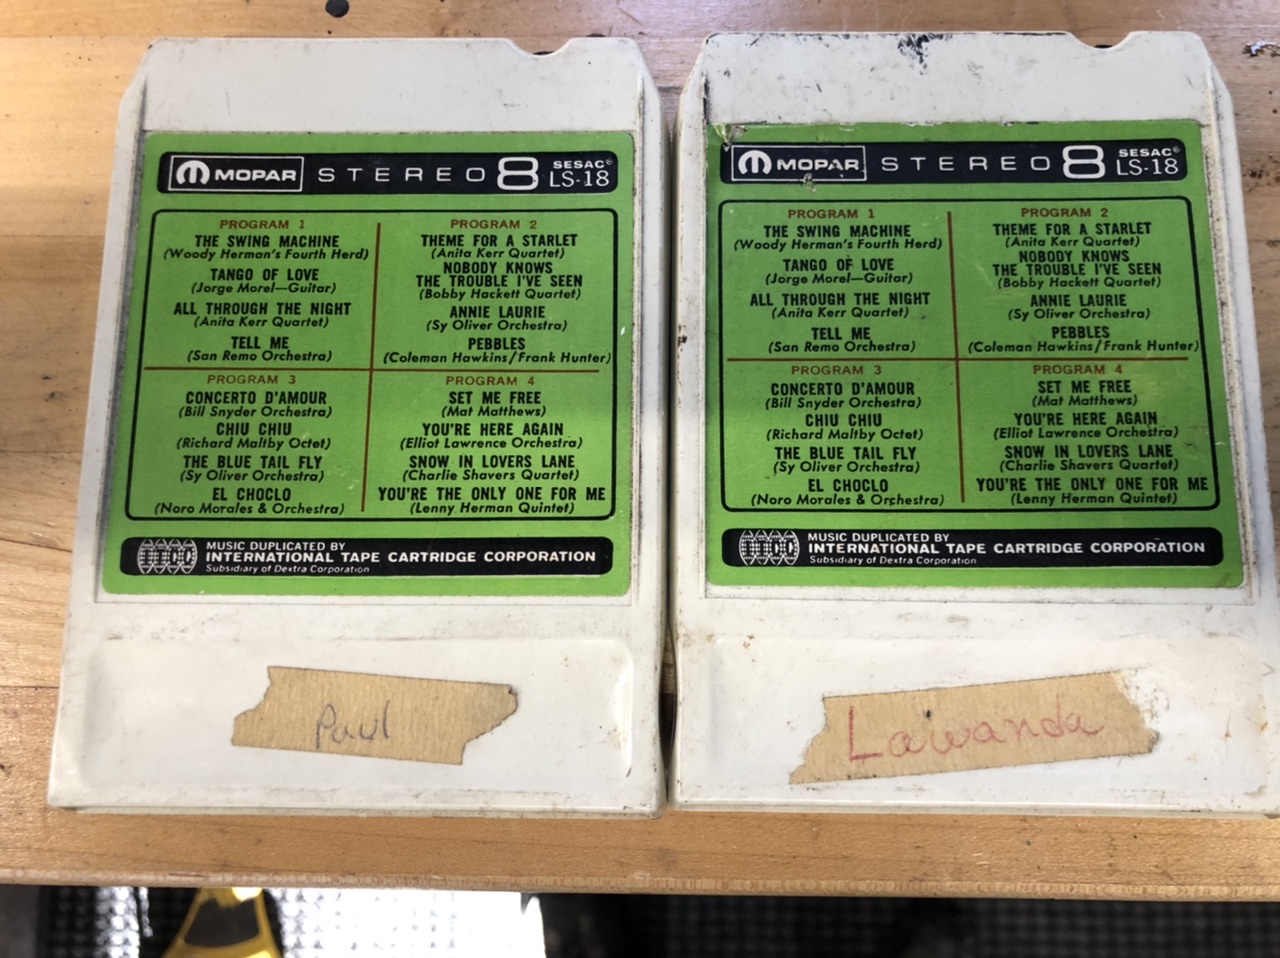 MOPAR STEREO 8 SESAC® LS-18
PROGRAM 1
THE SWING MACHINE
(Woody Herman's Fourth Herd)
TANGO OF LOVE
(Jorge Morel—Guitar)
ALL THROUGH THE NIGHT
(Anita Kerr Quartet)
TELL ME
(San Remo Orchestra)
PROGRAM 2
THEME FOR A STARLET
(Anita Kerr Quartet)
NOBODY KNOWS
THE TROUBLE I'VE SEEN
(Bobby Hackett Quartet)
ANNIE LAURIE
(Sy Oliver Orchestra)
PEBBLES
(Coleman Hawkins/Frank Hunter)
PROGRAM 3
CONCERTO D'AMOUR
(Bill Snyder Orchestra)
CHIU CHIU
(Richard Maltby Octet)
THE BLUE TAIL FLY
(Sy Oliver Orchestra)
EL CHOCLO
(Noro Morales & Orchestra)
PROGRAM 4
SET ME FREE
(Mat Matthews)
YOU'RE HERE AGAIN
(Elliot Lawrence Orchestra)
SNOW IN LOVERS LANE
(Charlie Shavers Quartet)
YOU'RE THE ONLY ONE FOR ME
(Lenny Herman Quintet)
ITCC
MUSIC DUPLICATED BY
INTERNATIONAL TAPE CARTRIDGE CORPORATION
Subsidiary of Dextra Corporation
Paul
MOPAR STEREO 8 SESAC® LS-18
PROGRAM 1
THE SWING MACHINE
(Woody Herman's Fourth Herd)
TANGO OF LOVE
(Jorge Morel—Guitar)
ALL THROUGH THE NIGHT
(Anita Kerr Quartet)
TELL ME
(San Remo Orchestra)
PROGRAM 2
THEME FOR A STARLET
(Anita Kerr Quartet)
NOBODY KNOWS
THE TROUBLE I'VE SEEN
(Bobby Hackett Quartet)
ANNIE LAURIE
(Sy Oliver Orchestra)
PEBBLES
(Coleman Hawkins/Frank Hunter)
PROGRAM 3
CONCERTO D'AMOUR
(Bill Snyder Orchestra)
CHIU CHIU
(Richard Maltby Octet)
THE BLUE TAIL FLY
(Sy Oliver Orchestra)
EL CHOCLO
(Noro Morales & Orchestra)
PROGRAM 4
SET ME FREE
(Mat Matthews)
YOU'RE HERE AGAIN
(Elliot Lawrence Orchestra)
SNOW IN LOVERS LANE
(Charlie Shavers Quartet)
YOU'RE THE ONLY ONE FOR ME
(Lenny Herman Quintet)
ITCC
MUSIC DUPLICATED BY
INTERNATIONAL TAPE CARTRIDGE CORPORATION
Subsidiary of Dextra Corporation
Lawanda